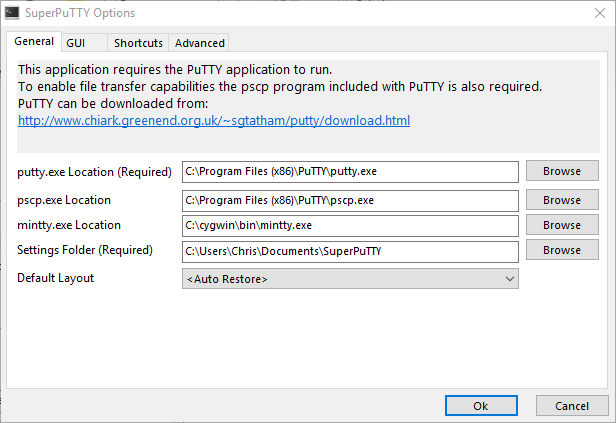 SuperPuTTY Options
General GUI Shortcuts Advanced
This application requires the PuTTY application to run.
To enable file transfer capabilities the pscp program included with PuTTY is also required.
PuTTY can be downloaded from:
http://www.chiark.greenend.org.uk/~sgtatham/putty/download.html
putty.exe Location (Required) C:\Program Files (x86)\PuTTY\putty.exe Browse
pscp.exe Location C:\Program Files (x86)\PuTTY\pscp.exe Browse
mintty.exe Location C:\cygwin\bin\mintty.exe Browse
Settings Folder (Required) C:\Users\Chris\Documents\SuperPuTTY Browse
Default Layout <Auto Restore>
Ok Cancel